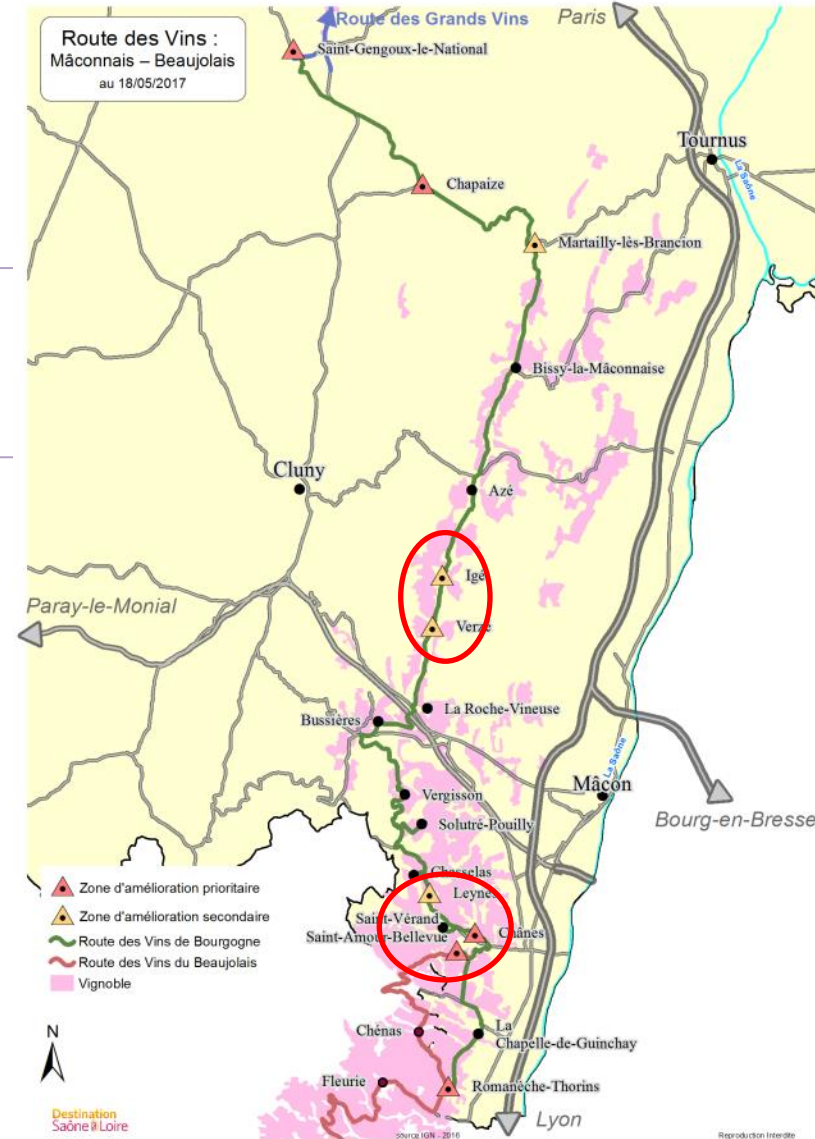 Route des Vins :
Mâconnais – Beaujolais
au 18/05/2017
Route des Grands Vins
Paris
Saint-Gengoux-le-National
Tournus
La Saône
Chapaize
Martailly-lès-Brancion
Bissy-la-Mâconnaise
Cluny
Azé
Igé
Paray-le-Monial
Verzé
La Roche-Vineuse
Bussières
La Saône
Mâcon
Vergisson
Bourg-en-Bresse
Solutré-Pouilly
Chasselas
Zone d'amélioration prioritaire
Leynes
Zone d'amélioration secondaire
Saint-Vérand
Chânes
Saint-Amour-Bellevue
Route des Vins de Bourgogne
Route des Vins du Beaujolais
Vignoble
N
Chénas
La
Chapelle-de-Guinchay
Fleurie
Romanèche-Thorins
Destination
Saône & Loire
Lyon
source IGN - 2016
Reproduction Interdite